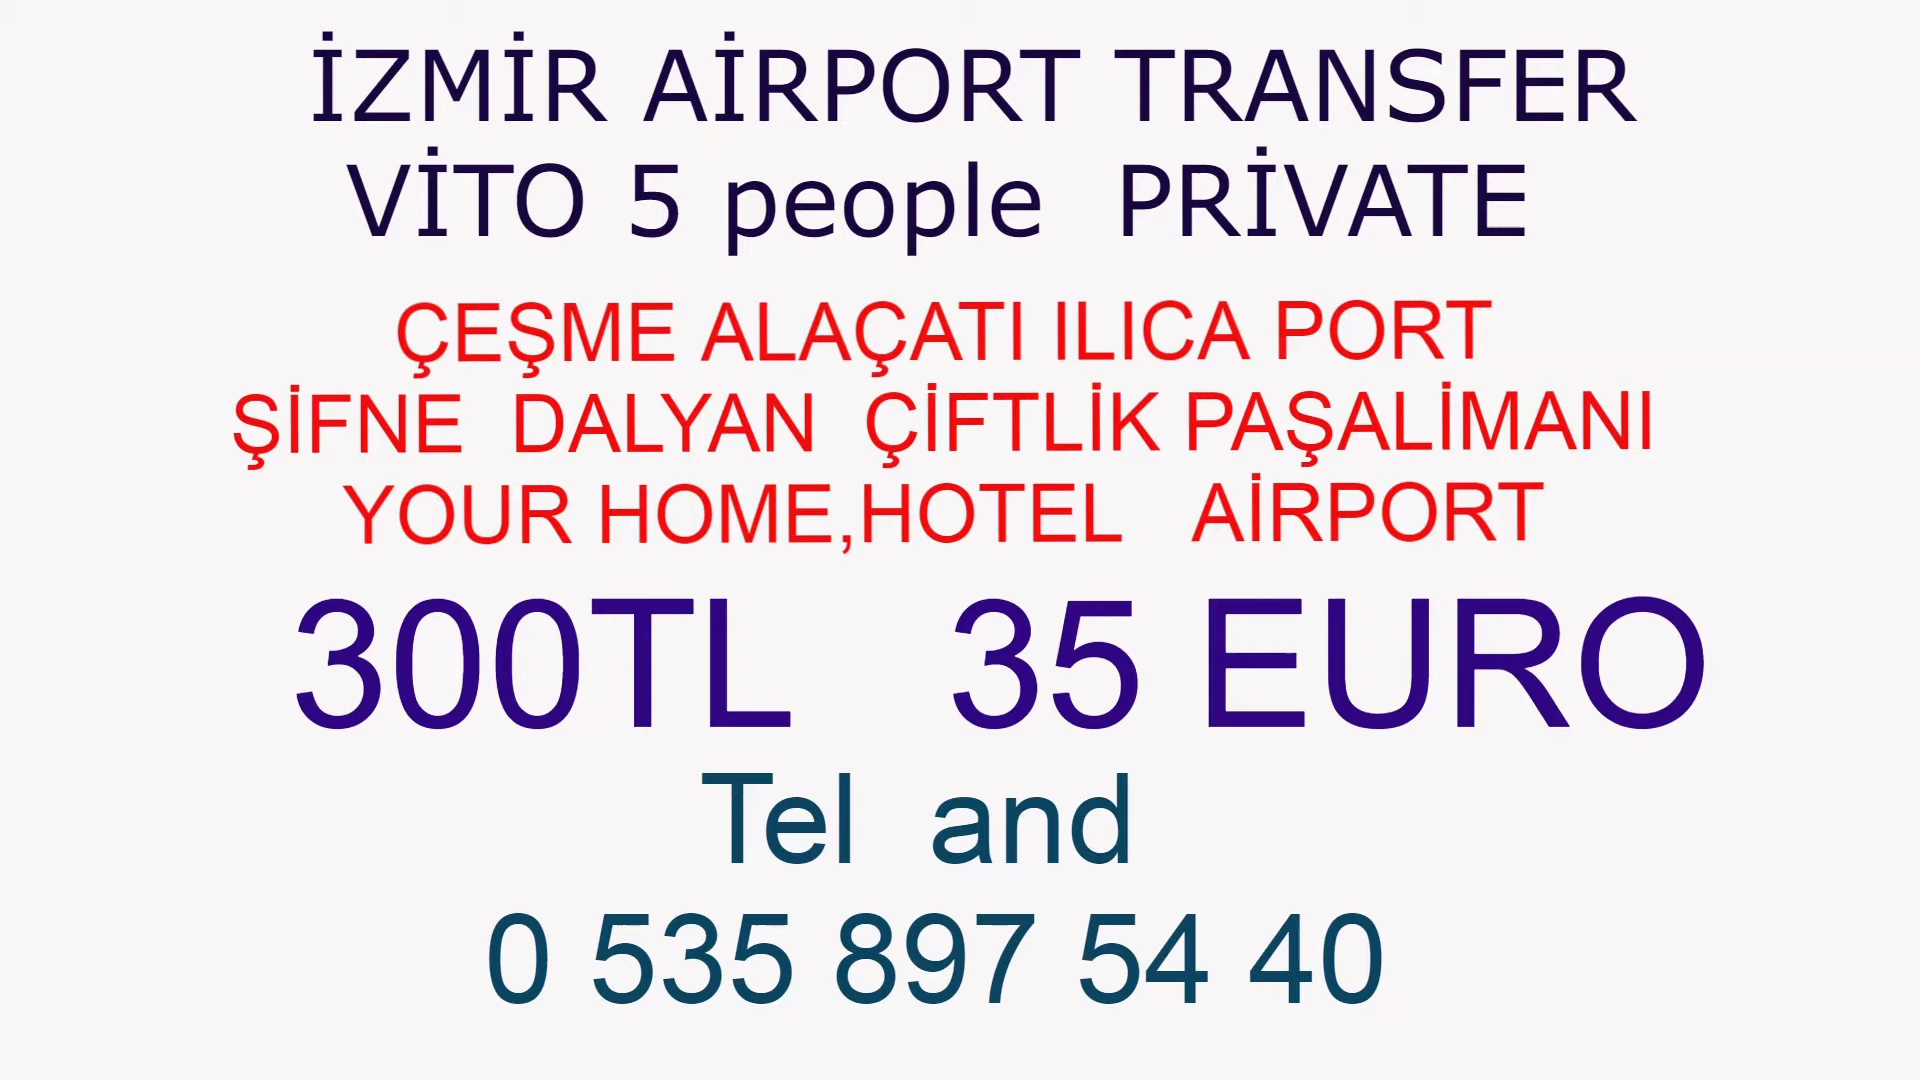 İZMİR AİRPORT TRANSFER
VİTO 5 people PRİVATE
ÇEŞME ALAÇATI ILICA PORT
ŞİFNE DALYAN ÇİFTLİK PAŞALİMANI
YOUR HOME,HOTEL AİRPORT
300TL 35 EURO
Tel and
0 535 897 54 40